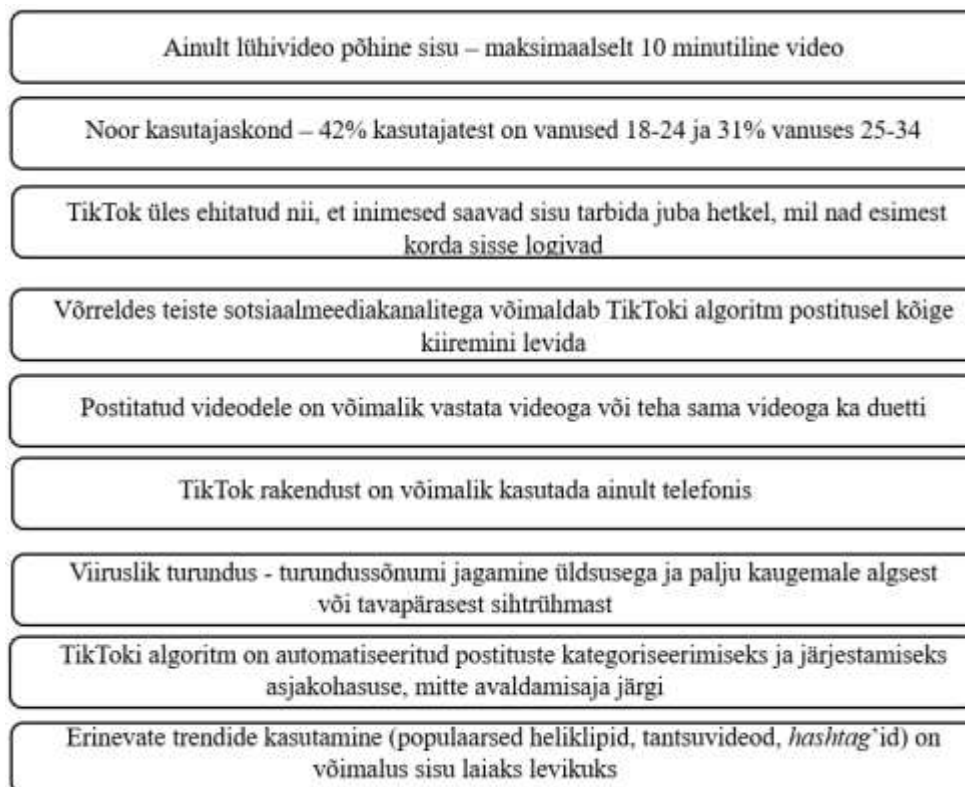 Ainult lühivideo põhine sisu – maksimaalselt 10 minutiline video
Noor kasutajaskond – 42% kasutajatest on vanused 18-24 ja 31% vanuses 25-34
TikTok üles ehitatud nii, et inimesed saavad sisu tarbida juba hetkel, mil nad esimest
korda sisse logivad
Võrreldes teiste sotsiaalmeediakanalitega võimaldab TikToki algoritm postitusel kõige
kiiremini levida
Postitatud videodele on võimalik vastata videoga või teha sama videoga ka duetti
TikTok rakendust on võimalik kasutada ainult telefonis
Viiruslik turundus - turundussõnumi jagamine üldsusega ja palju kaugemale algsest
või tavapärasest sihtrühmast
TikToki algoritm on automatiseeritud postituste kategoriseerimiseks ja järjestamiseks
asjakohasuse, mitte avaldamisaja järgi
Erinevate trendide kasutamine (populaarsed heliklipid, tantsuvideod, hashtag'id) on
võimalus sisu laiaks levikuks